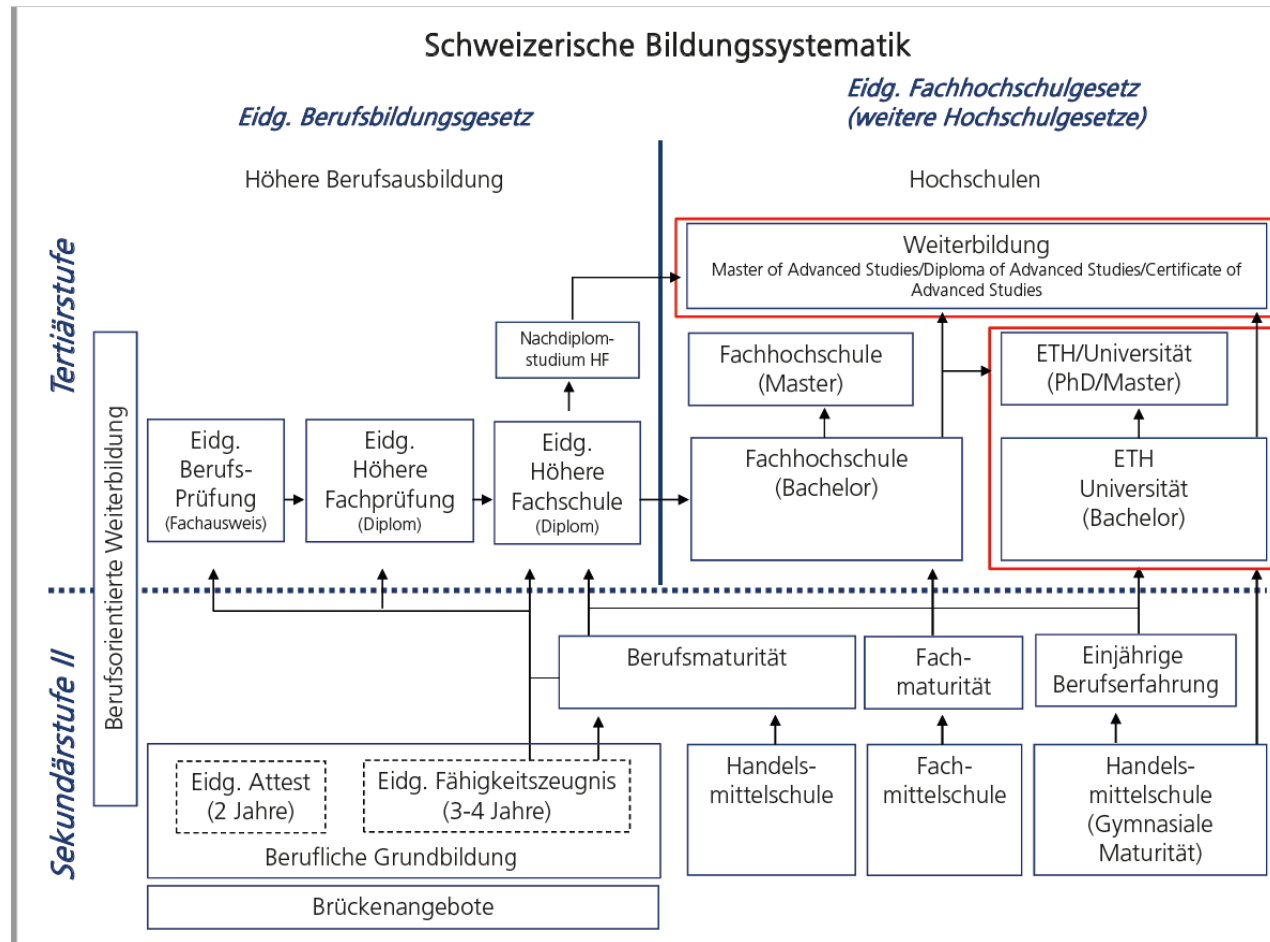 Schweizerische Bildungssystematik
Eidg. Berufsbildungsgesetz
Eidg. Fachhochschulgesetz
(weitere Hochschulgesetze)
Höhere Berufsausbildung
Hochschulen
Tertiärstufe
Sekundärstufe II
Berufsorientierte Weiterbildung
Weiterbildung
Master of Advanced Studies/Diploma of Advanced Studies/Certificate of
Advanced Studies
Nachdiplom-
studium HF
Fachhochschule
(Master)
ETH/Universität
(PhD/Master)
Eidg.
Berufs-
Prüfung
(Fachausweis)
Eidg.
Höhere
Fachprüfung
(Diplom)
Eidg.
Höhere
Fachschule
(Diplom)
Fachhochschule
(Bachelor)
ETH
Universität
(Bachelor)
Berufsmaturität
Fach-
maturität
Einjährige
Berufserfahrung
Eidg. Attest
(2 Jahre)
Eidg. Fähigkeitszeugnis
(3-4 Jahre)
Berufliche Grundbildung
Handels-
mittelschule
Fach-
mittelschule
Handels-
mittelschule
(Gymnasiale
Maturität)
Brückenangebote